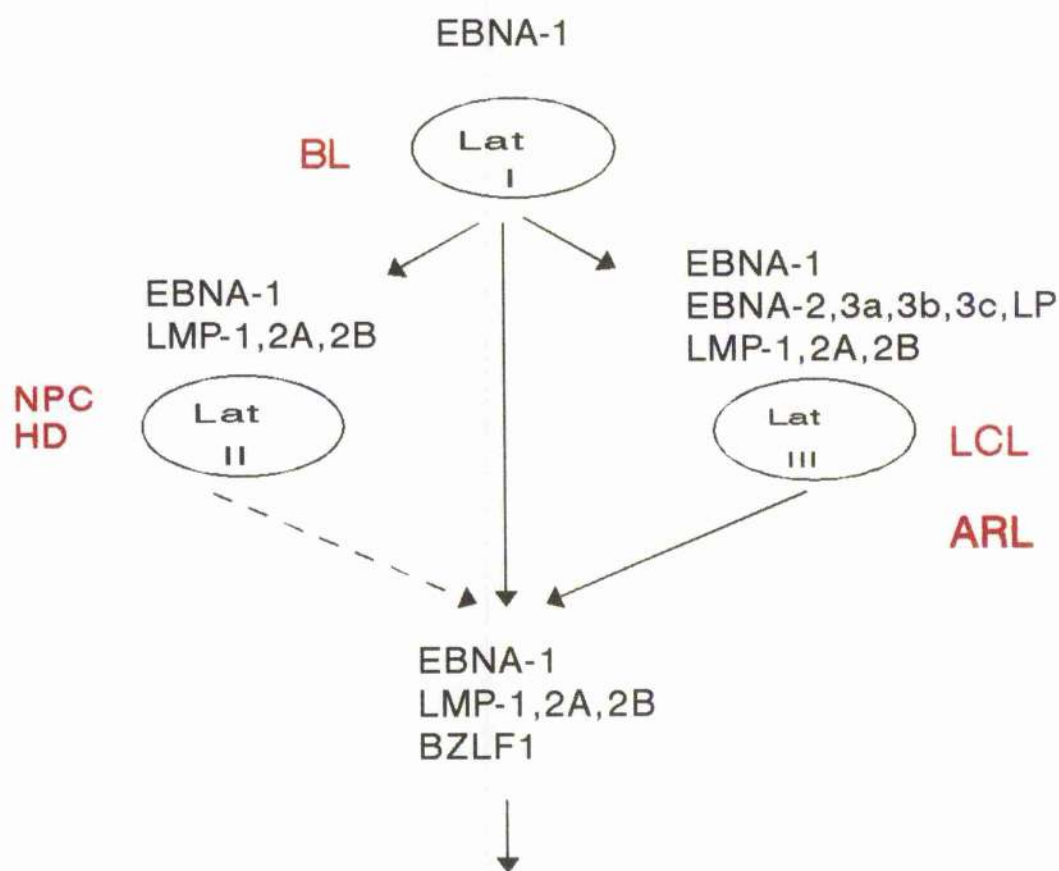 EBNA-1
BL
Lat
I
EBNA-1
LMP-1,2A,2B
EBNA-1
EBNA-2,3a,3b,3c,LP
LMP-1,2A,2B
NPC
HD
Lat
II
Lat
III
LCL
ARL
EBNA-1
LMP-1,2A,2B
BZLF1